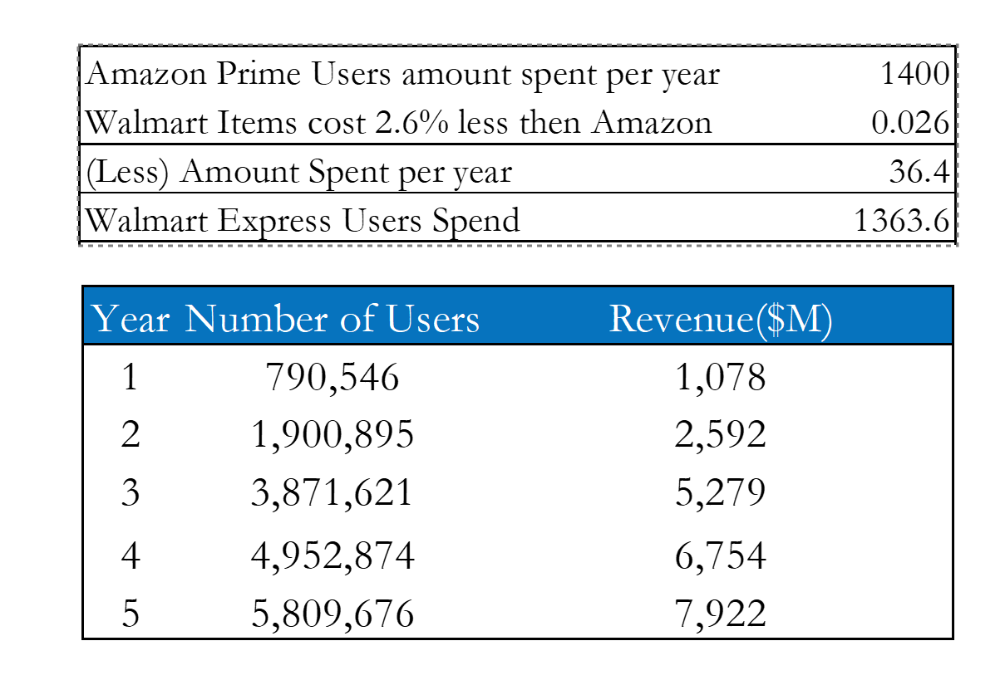 Amazon Prime Users amount spent per year 1400
Walmart Items cost 2.6% less then Amazon 0.026
(Less) Amount Spent per year 36.4
Walmart Express Users Spend 1363.6
Year Number of Users Revenue($M)
1 790,546 1,078
2 1,900,895 2,592
3 3,871,621 5,279
4 4,952,874 6,754
5 5,809,676 7,922